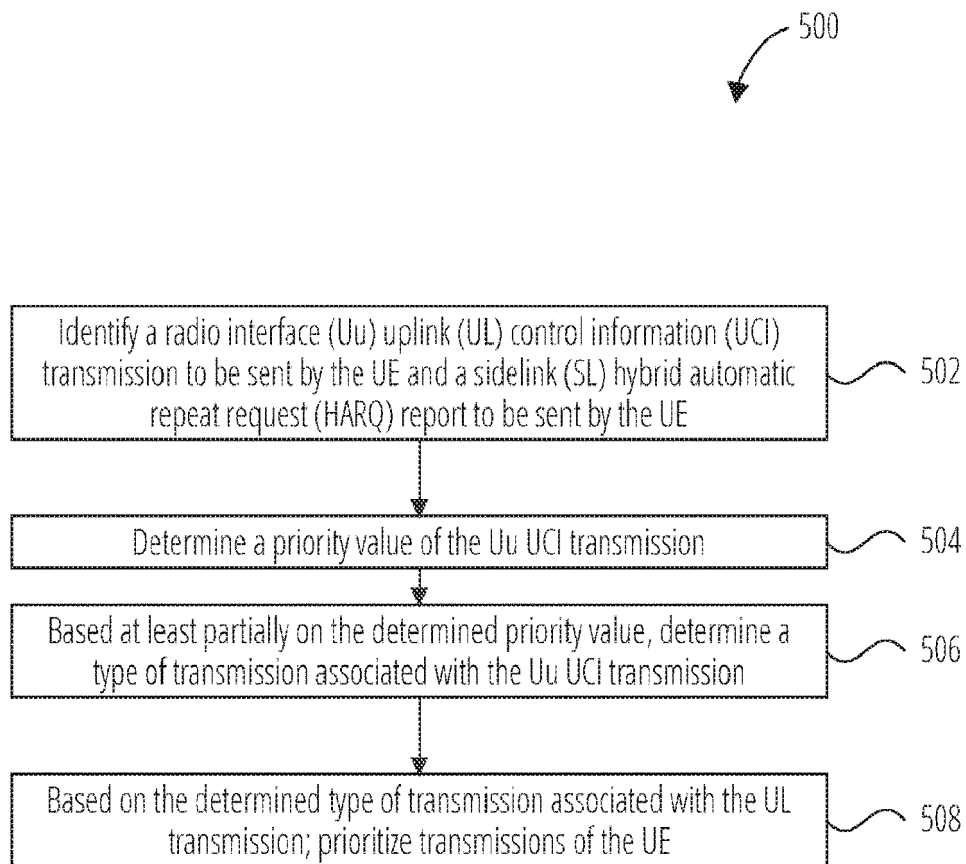 500
Identify a radio interface (Uu) uplink (UL) control information (UCI)
transmission to be sent by the UE and a sidelink (SL) hybrid automatic
repeat request (HARQ) report to be sent by the UE
502
Determine a priority value of the Uu UCI transmission
504
Based at least partially on the determined priority value, determine a
type of transmission associated with the Uu UCI transmission
506
Based on the determined type of transmission associated with the UL
transmission; prioritize transmissions of the UE
508